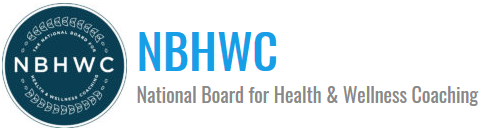 THE NATIONAL BOARD FOR
NBHWC
HEALTH & WELLNESS COACHING
NBHWC
National Board for Health & Wellness Coaching